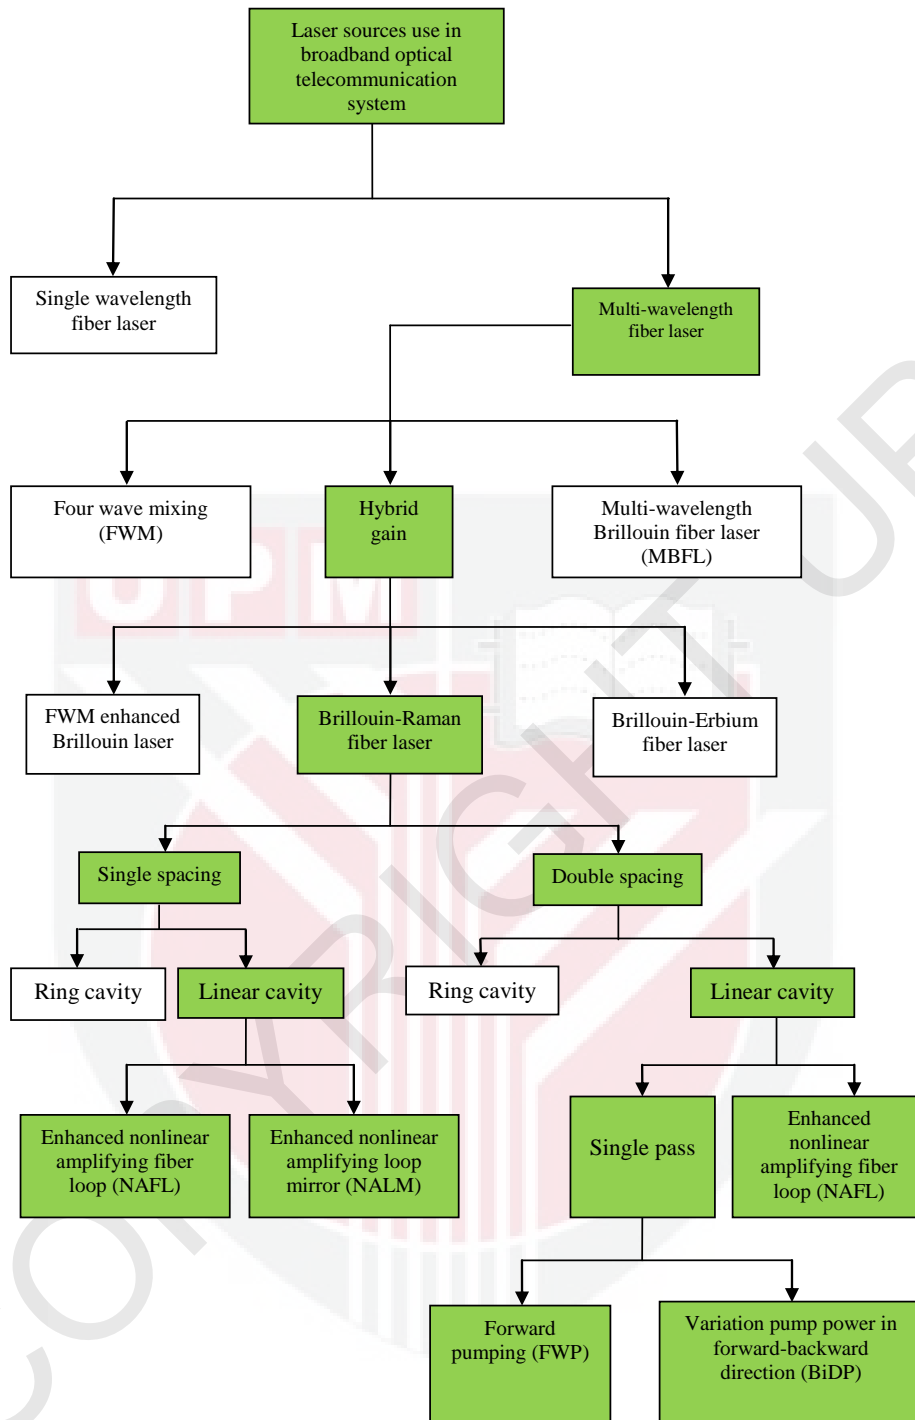 Laser sources use in
broadband optical
telecommunication
system
Single wavelength
fiber laser
Multi-wavelength
fiber laser
Four wave mixing
(FWM)
Hybrid
gain
Multi-wavelength
Brillouin fiber laser
(MBFL)
FWM enhanced
Brillouin laser
Brillouin-Raman
fiber laser
Brillouin-Erbium
fiber laser
Single spacing
Double spacing
Ring cavity
Linear cavity
Ring cavity
Linear cavity
Enhanced nonlinear
amplifying fiber
loop (NAFL)
Enhanced nonlinear
amplifying loop
mirror (NALM)
Single pass
Enhanced
nonlinear
amplifying fiber
loop (NAFL)
Forward
pumping (FWP)
Variation pump power in
forward-backward
direction (BiDP)
UPM
COPYRIGHT UP